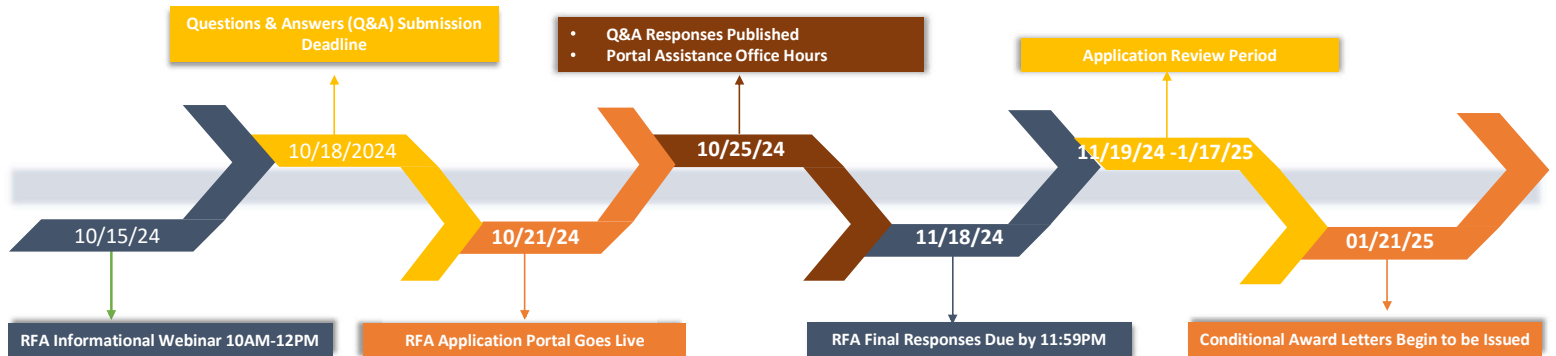 Questions & Answers (Q&A) Submission
Deadline
• Q&A Responses Published
• Portal Assistance Office Hours
Application Review Period
10/18/2024
10/25/24
11/19/24 -1/17/25
10/15/24
10/21/24
11/18/24
01/21/25
RFA Informational Webinar 10AM-12PM
RFA Application Portal Goes Live
RFA Final Responses Due by 11:59PM
Conditional Award Letters Begin to be Issued